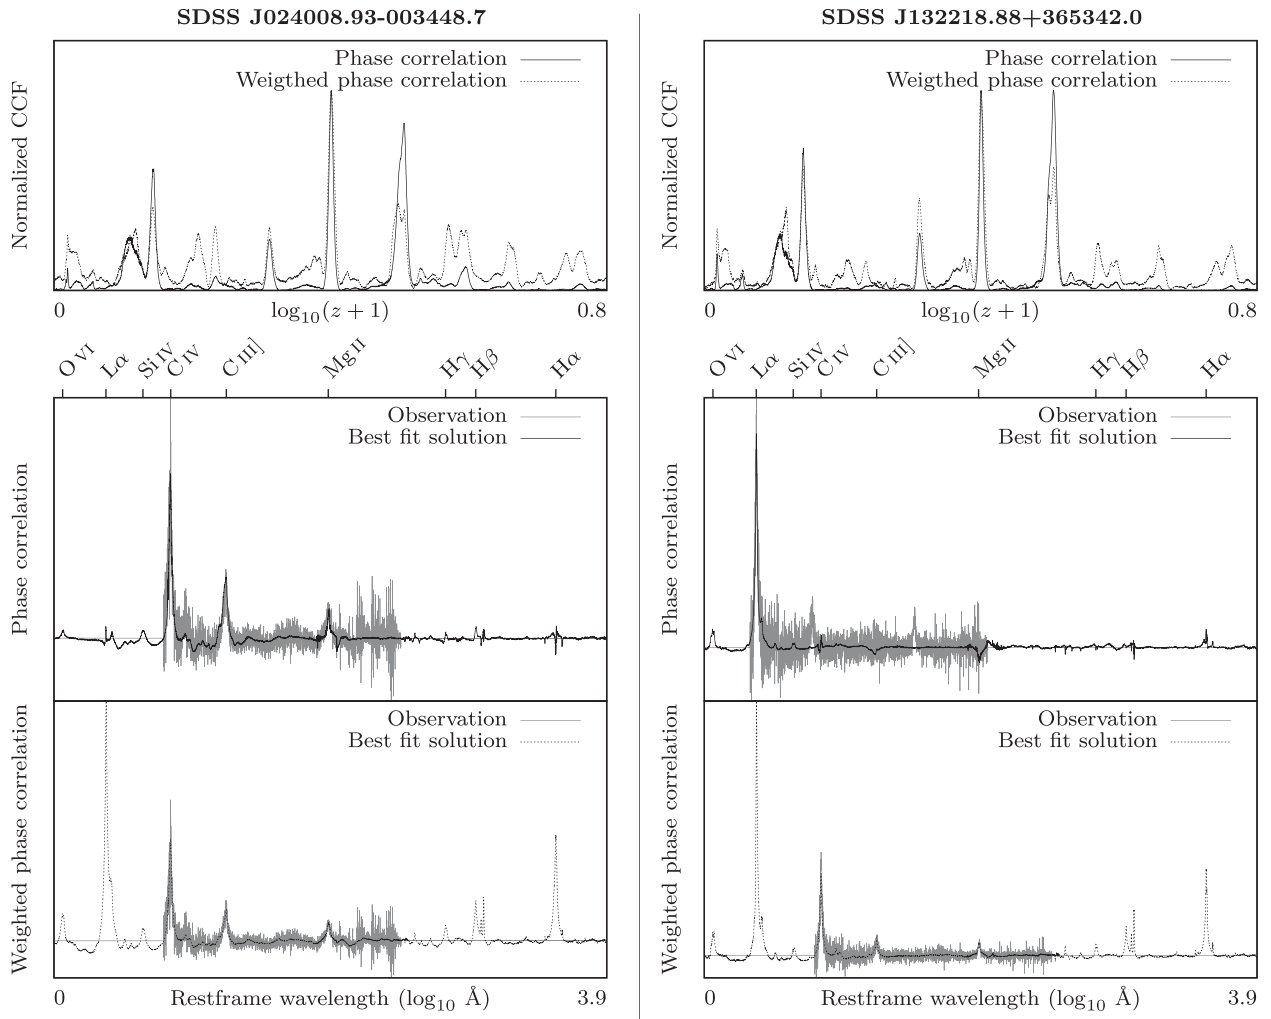 SDSS J024008.93-003448.7
Normalized CCF
Phase correlation
Weigthed phase correlation
0
log10(z + 1)
0.8
O VI
Lα
Si IV
C IV
C III]
Mg II
Hγ
Hβ
Hα
Phase correlation
Observation
Best fit solution
Weighted phase correlation
Observation
Best fit solution
0
Restframe wavelength (log10 Å)
3.9
SDSS J132218.88+365342.0
Normalized CCF
Phase correlation
Weigthed phase correlation
0
log10(z + 1)
0.8
O VI
Lα
Si IV
C IV
C III]
Mg II
Hγ
Hβ
Hα
Phase correlation
Observation
Best fit solution
Weighted phase correlation
Observation
Best fit solution
0
Restframe wavelength (log10 Å)
3.9